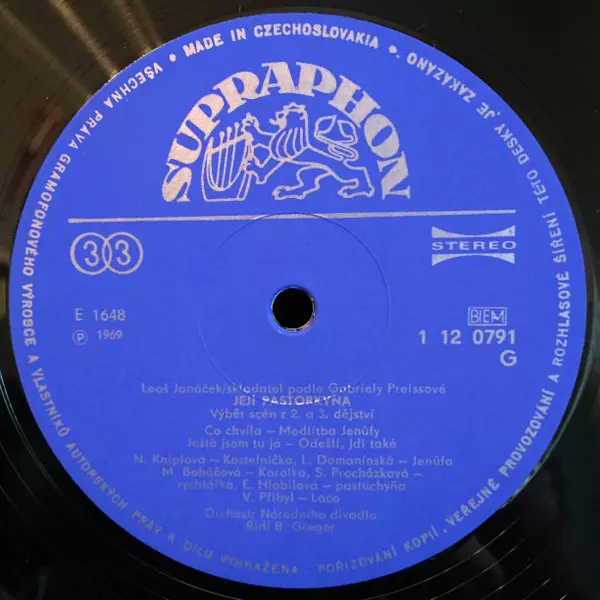 VŠECHNA PRÁVA GRAMOFONOVÉHO VÝROBCE A VLASTNÍKŮ AUTORSKÝCH PRÁV K DÍLU VYHRAŽENA. POŘIZOVÁNÍ KOPIÍ, VEŘEJNÉ PROVOZOVÁNÍ A ROZHLASOVÉ ŠÍŘENÍ TÉTO DESKY JE ZAKÁZÁNO • MADE IN CZECHOSLOVAKIA •
SUPRAPHON
33
STEREO
E 1648
Ⓟ 1969
BIEM
1 12 0791
G
Leoš Janáček/skladatel podle Gabriely Preissové
JEJÍ PASTORKYŇA
Výběr scén z 2. a 3. dějství
Co chvíla – Modlitba Jenůfy
Ještě jsem tu já – Odešli, jdi také
N. Kniplová – Kostelnička, L. Domanínská – Jenůfa
M. Boháčová – Karolka, S. Procházková –
rychtářka, E. Hlobilová – pastuchyňa
V. Přibyl – Laco
Orchestr Národního divadla
Řídí B. Gregor